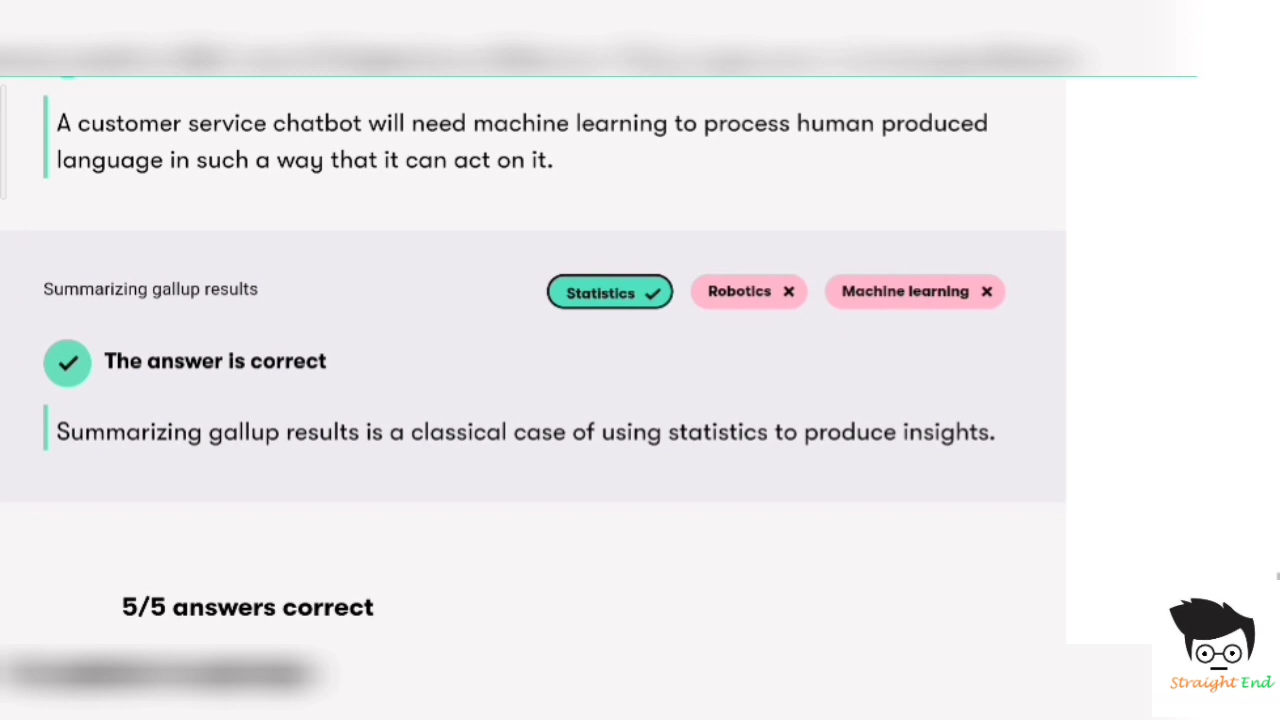 A customer service chatbot will need machine learning to process human produced
language in such a way that it can act on it.
Summarizing gallup results
Statistics
Robotics
Machine learning
The answer is correct
Summarizing gallup results is a classical case of using statistics to produce insights.
5/5 answers correct
Straight End